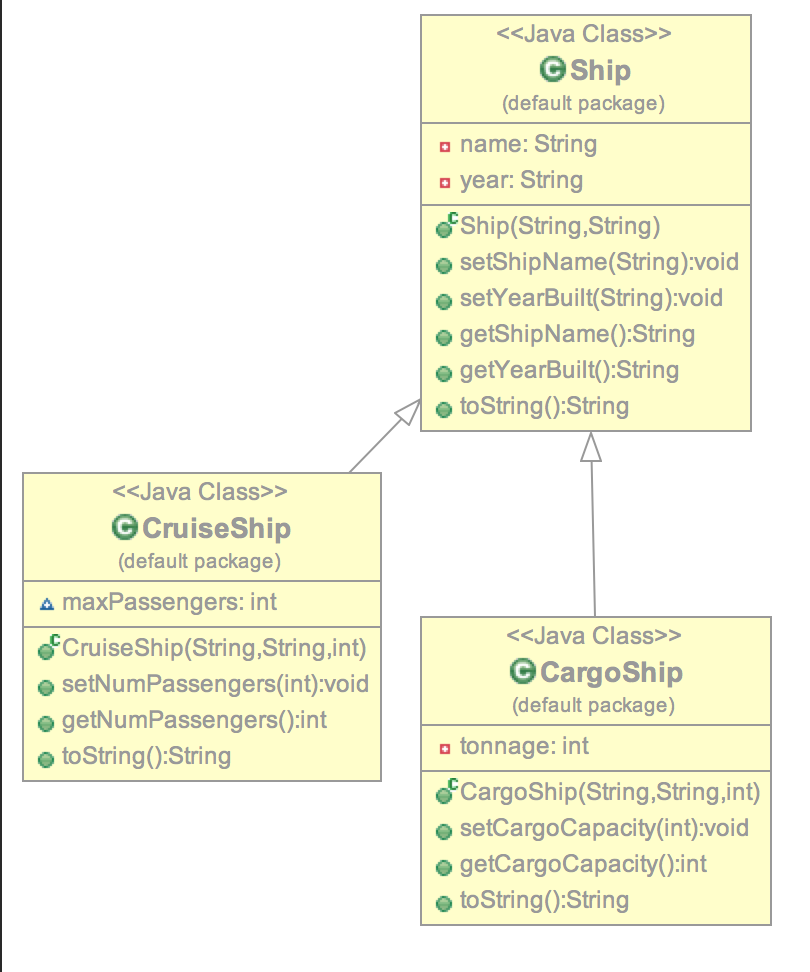 <<Java Class>>
Ship
(default package)
name: String
year: String
Ship(String,String)
setShipName(String):void
setYearBuilt(String):void
getShipName():String
getYearBuilt():String
toString():String
<<Java Class>>
CruiseShip
(default package)
maxPassengers: int
CruiseShip(String,String,int)
setNumPassengers(int):void
getNumPassengers():int
toString():String
<<Java Class>>
CargoShip
(default package)
tonnage: int
CargoShip(String,String,int)
setCargoCapacity(int):void
getCargoCapacity():int
toString():String